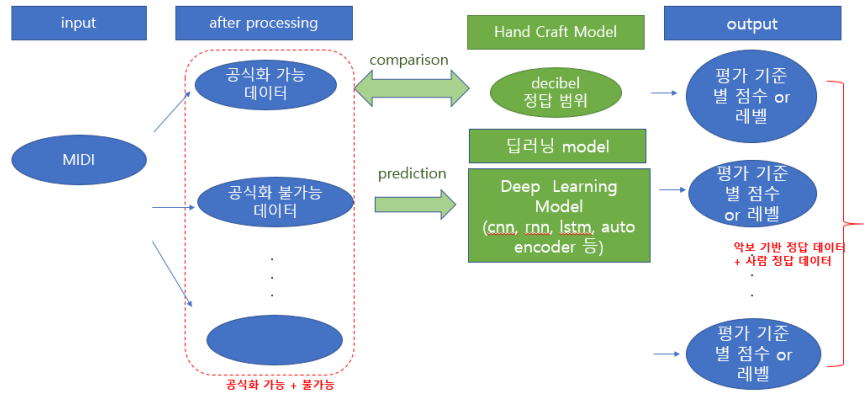 input
after processing
Hand Craft Model
output
공식화 가능
데이터
comparison
decibel
정답 범위
평가 기준
별 점수 or
레벨
MIDI
딥러닝 model
공식화 불가능
데이터
prediction
Deep Learning
Model
(cnn, rnn, lstm, auto
encoder 등)
평가 기준
별 점수
or 레벨
악보 기반 정답 데이터
+ 사람 정답 데이터
.
.
.
.
.
.
평가 기준
별 점수 or
레벨
공식화 가능 + 불가능